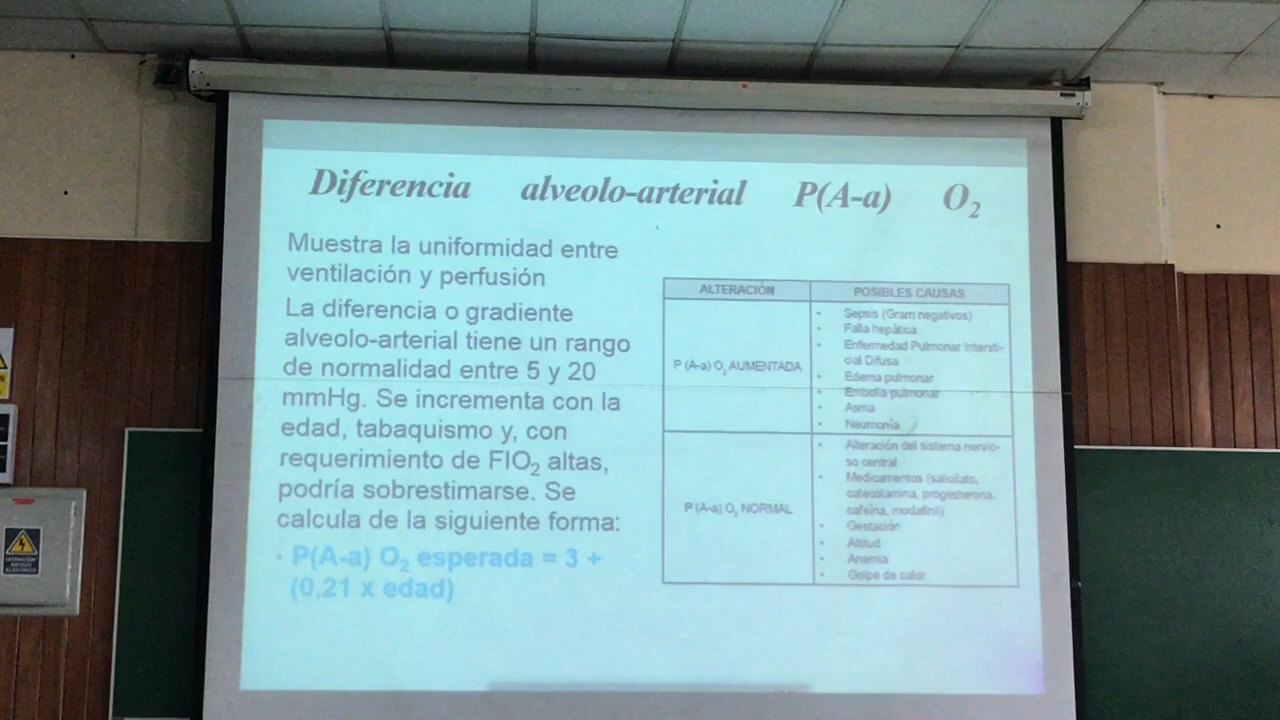 Diferencia alveolo-arterial P(A-a) O₂
Muestra la uniformidad entre
ventilación y perfusión
La diferencia o gradiente
alveolo-arterial tiene un rango
de normalidad entre 5 y 20
mmHg. Se incrementa con la
edad, tabaquismo y, con
requerimiento de FIO₂ altas,
podría sobrestimarse. Se
calcula de la siguiente forma:
• P(A-a) O₂ esperada = 3 +
(0,21 x edad)
ALTERACIÓN
POSIBLES CAUSAS
P (A-a) O₂ AUMENTADA
• Sepsis (Gram negativos)
• Falla hepática
• Enfermedad Pulmonar Intersti-
cial Difusa
• Edema pulmonar
• Embolia pulmonar
• Asma
• Neumonía
P (A-a) O₂ NORMAL
• Alteración del sistema nervio-
so central
• Medicamentos (salicilato,
catecolamina, progesterona,
cafeína, modafinil)
• Gestación
• Altitud
• Anemia
• Golpe de calor